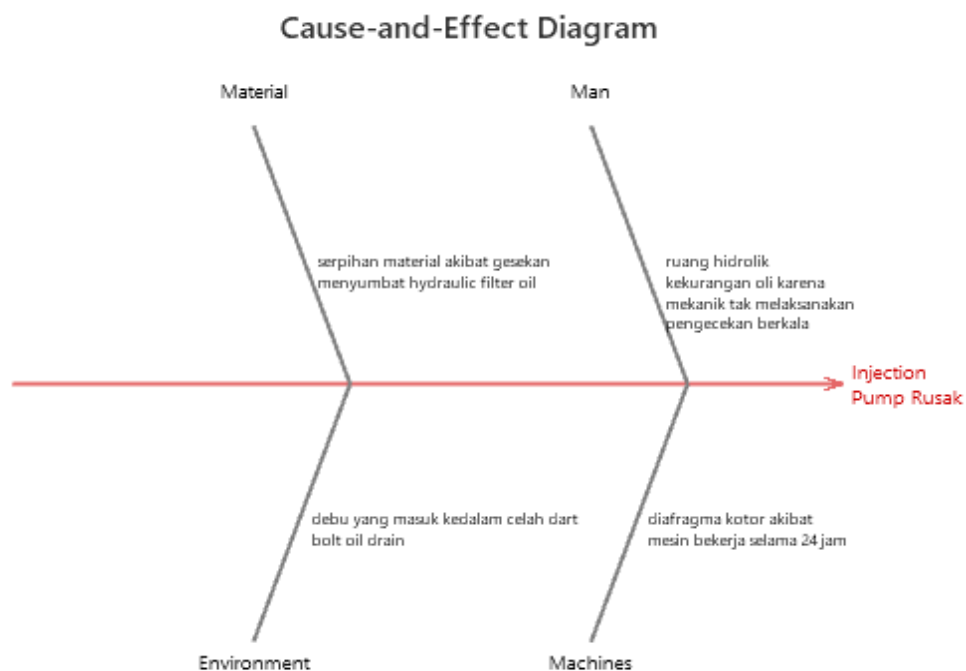 Cause-and-Effect Diagram
Material
Man
serpihan material akibat gesekan
menyumbat hydraulic filter oil
ruang hidrolik
kekurangan oli karena
mekanik tak melaksakanan
pengecekan berkala
Injection
Pump Rusak
debu yang masuk kedalam celah dart
bolt oil drain
diafragma kotor akibat
mesin bekerja selama 24 jam
Environment
Machines